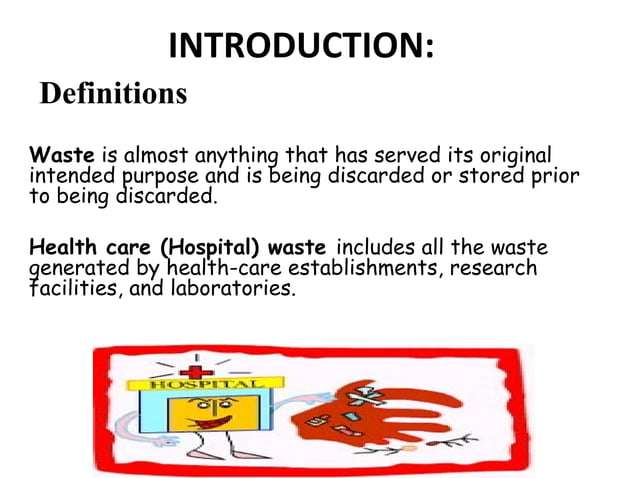 INTRODUCTION:
Definitions
Waste is almost anything that has served its original
intended purpose and is being discarded or stored prior
to being discarded.
Health care (Hospital) waste includes all the waste
generated by health-care establishments, research
facilities, and laboratories.
HOSPITAL